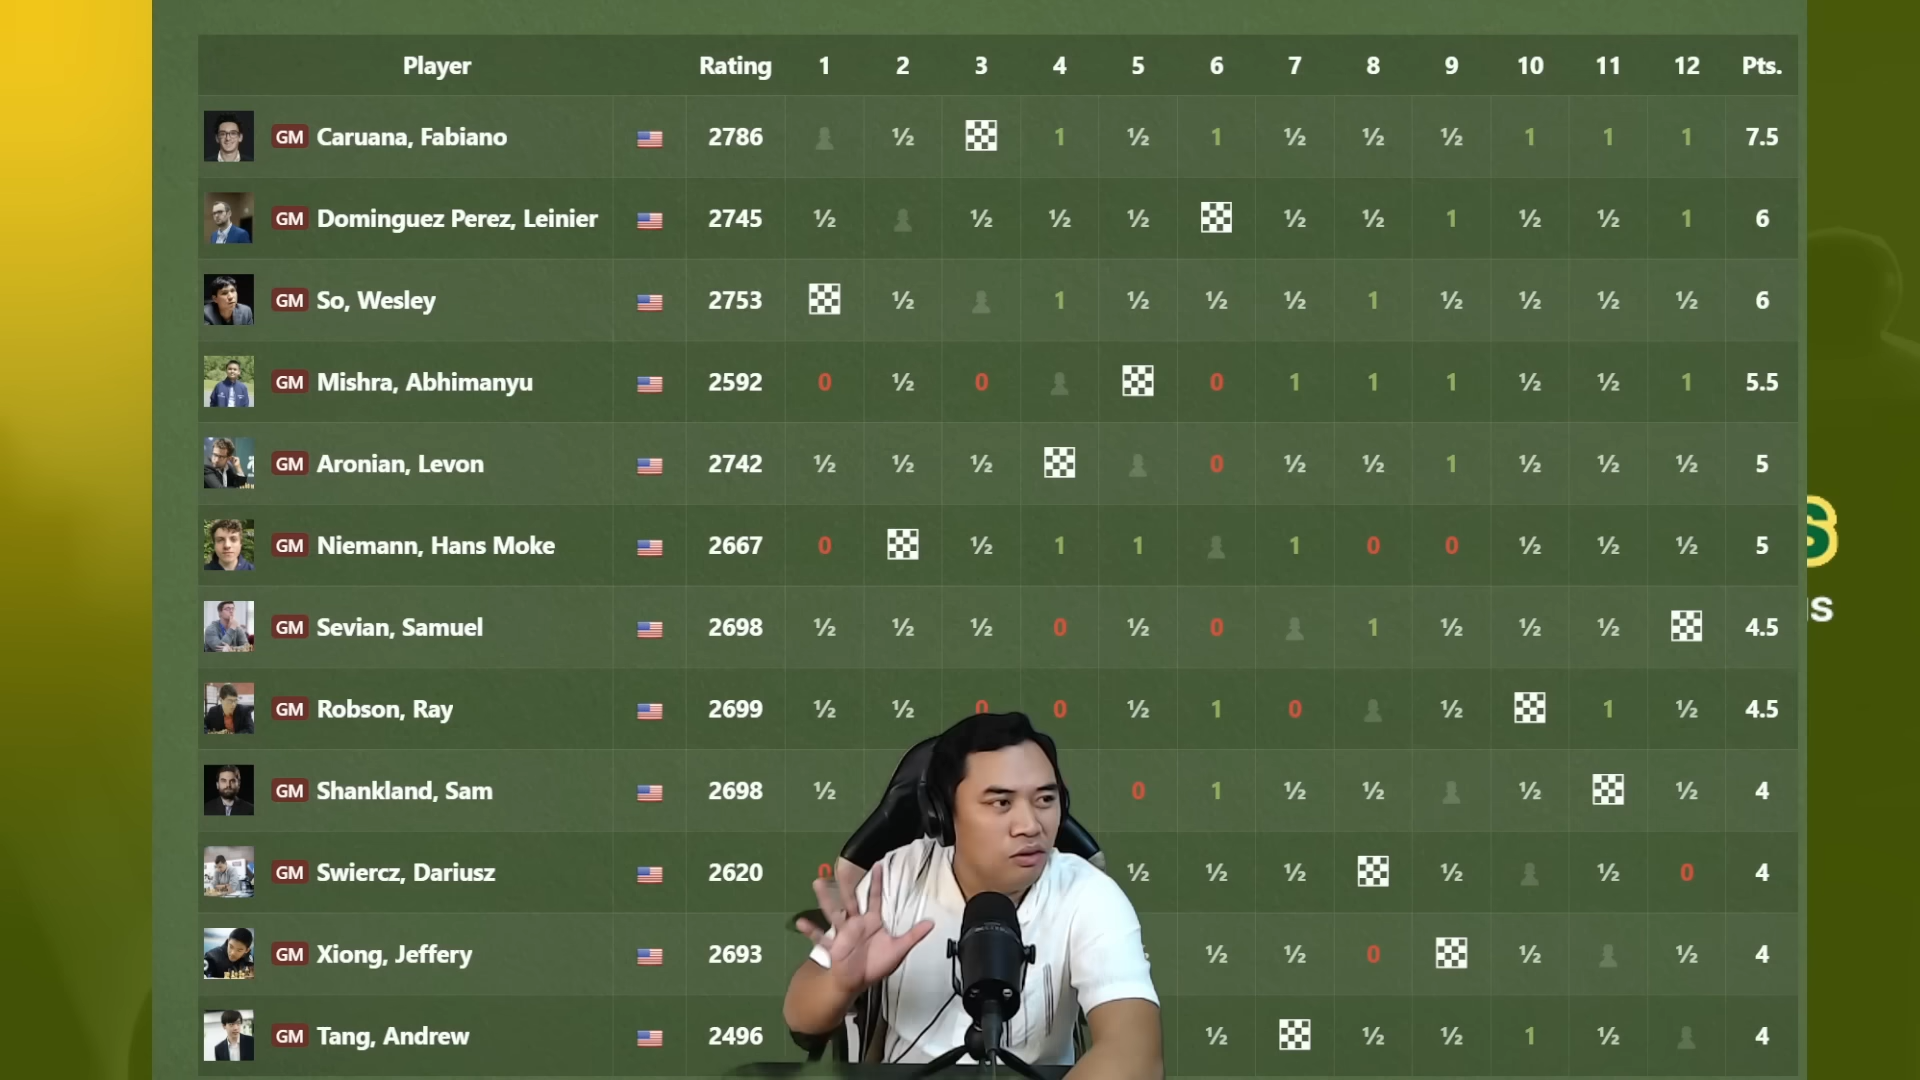 Player Rating 1 2 3 4 5 6 7 8 9 10 11 12 Pts.
GM Caruana, Fabiano 2786 ½ 1 ½ 1 ½ ½ ½ 1 1 1 7.5
GM Dominguez Perez, Leinier 2745 ½ ½ ½ ½ ½ ½ 1 ½ ½ 1 6
GM So, Wesley 2753 ½ 1 ½ ½ ½ 1 ½ ½ ½ ½ 6
GM Mishra, Abhimanyu 2592 0 ½ 0 0 1 1 1 ½ ½ 1 5.5
GM Aronian, Levon 2742 ½ ½ ½ 0 ½ ½ 1 ½ ½ ½ 5
GM Niemann, Hans Moke 2667 0 ½ 1 1 1 0 0 ½ ½ ½ 5
GM Sevian, Samuel 2698 ½ ½ ½ 0 ½ 0 1 ½ ½ ½ 4.5
GM Robson, Ray 2699 ½ ½ 0 0 ½ 1 0 ½ 1 ½ 4.5
GM Shankland, Sam 2698 ½ 0 1 ½ ½ ½ ½ 4
GM Swiercz, Dariusz 2620 0 ½ ½ ½ ½ ½ 0 4
GM Xiong, Jeffery 2693 ½ ½ 0 ½ ½ 4
GM Tang, Andrew 2496 ½ ½ ½ 1 ½ 4